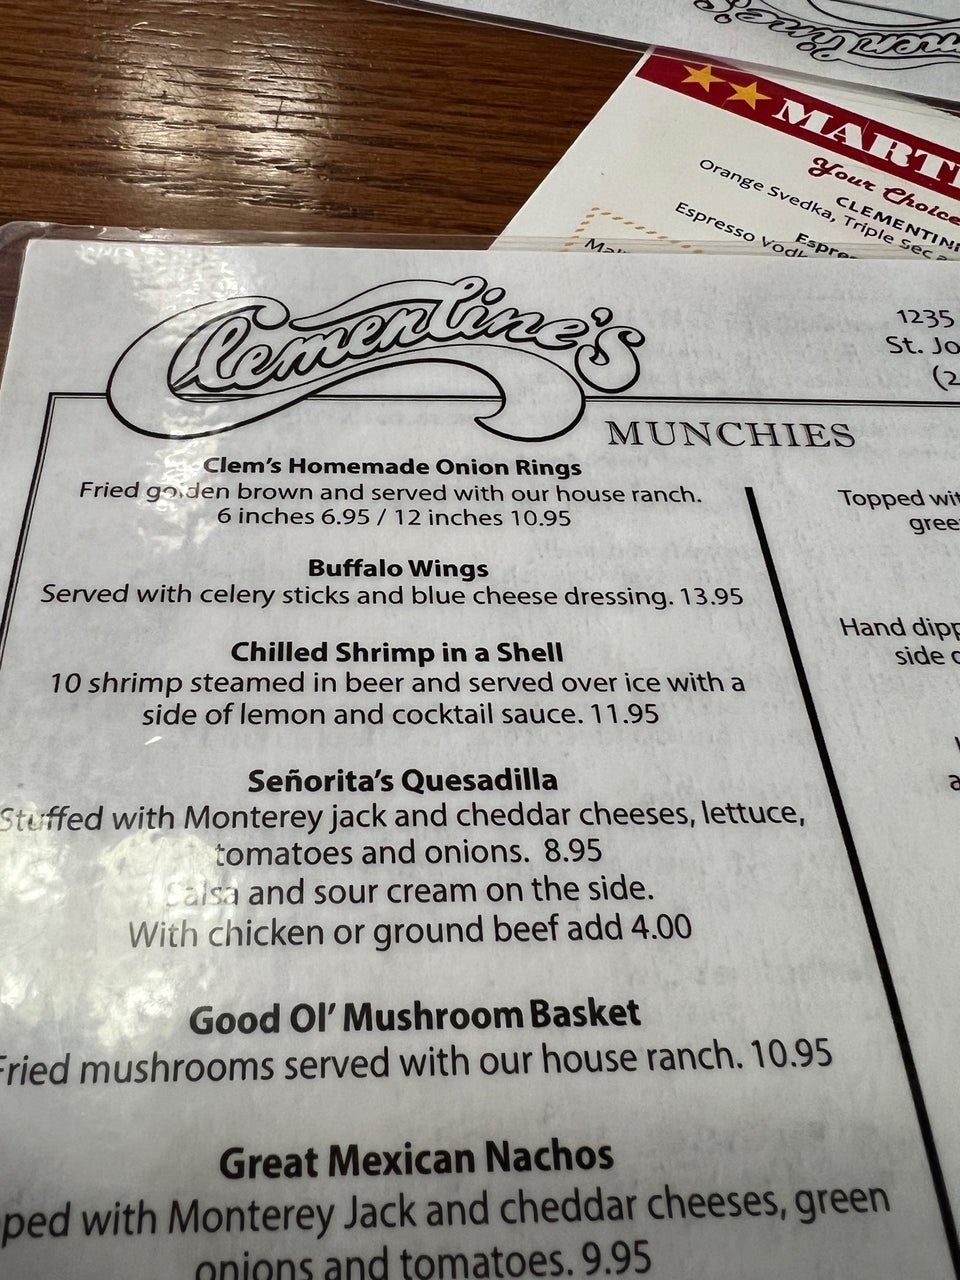 MARTI
Your Choice
CLEMENTIN
Orange Svedka, Triple Sec a
Espre
Espresso Vodk
Clementine's
1235
St. Jo
(2
MUNCHIES
Clem's Homemade Onion Rings
Fried golden brown and served with our house ranch.
6 inches 6.95 / 12 inches 10.95
Buffalo Wings
Served with celery sticks and blue cheese dressing. 13.95
Chilled Shrimp in a Shell
10 shrimp steamed in beer and served over ice with a
side of lemon and cocktail sauce. 11.95
Señorita's Quesadilla
Stuffed with Monterey jack and cheddar cheeses, lettuce,
tomatoes and onions. 8.95
Salsa and sour cream on the side.
With chicken or ground beef add 4.00
Good Ol' Mushroom Basket
Fried mushrooms served with our house ranch. 10.95
Great Mexican Nachos
ped with Monterey Jack and cheddar cheeses, green
onions and tomatoes. 9.95
Topped wit
gree
Hand dipp
side o